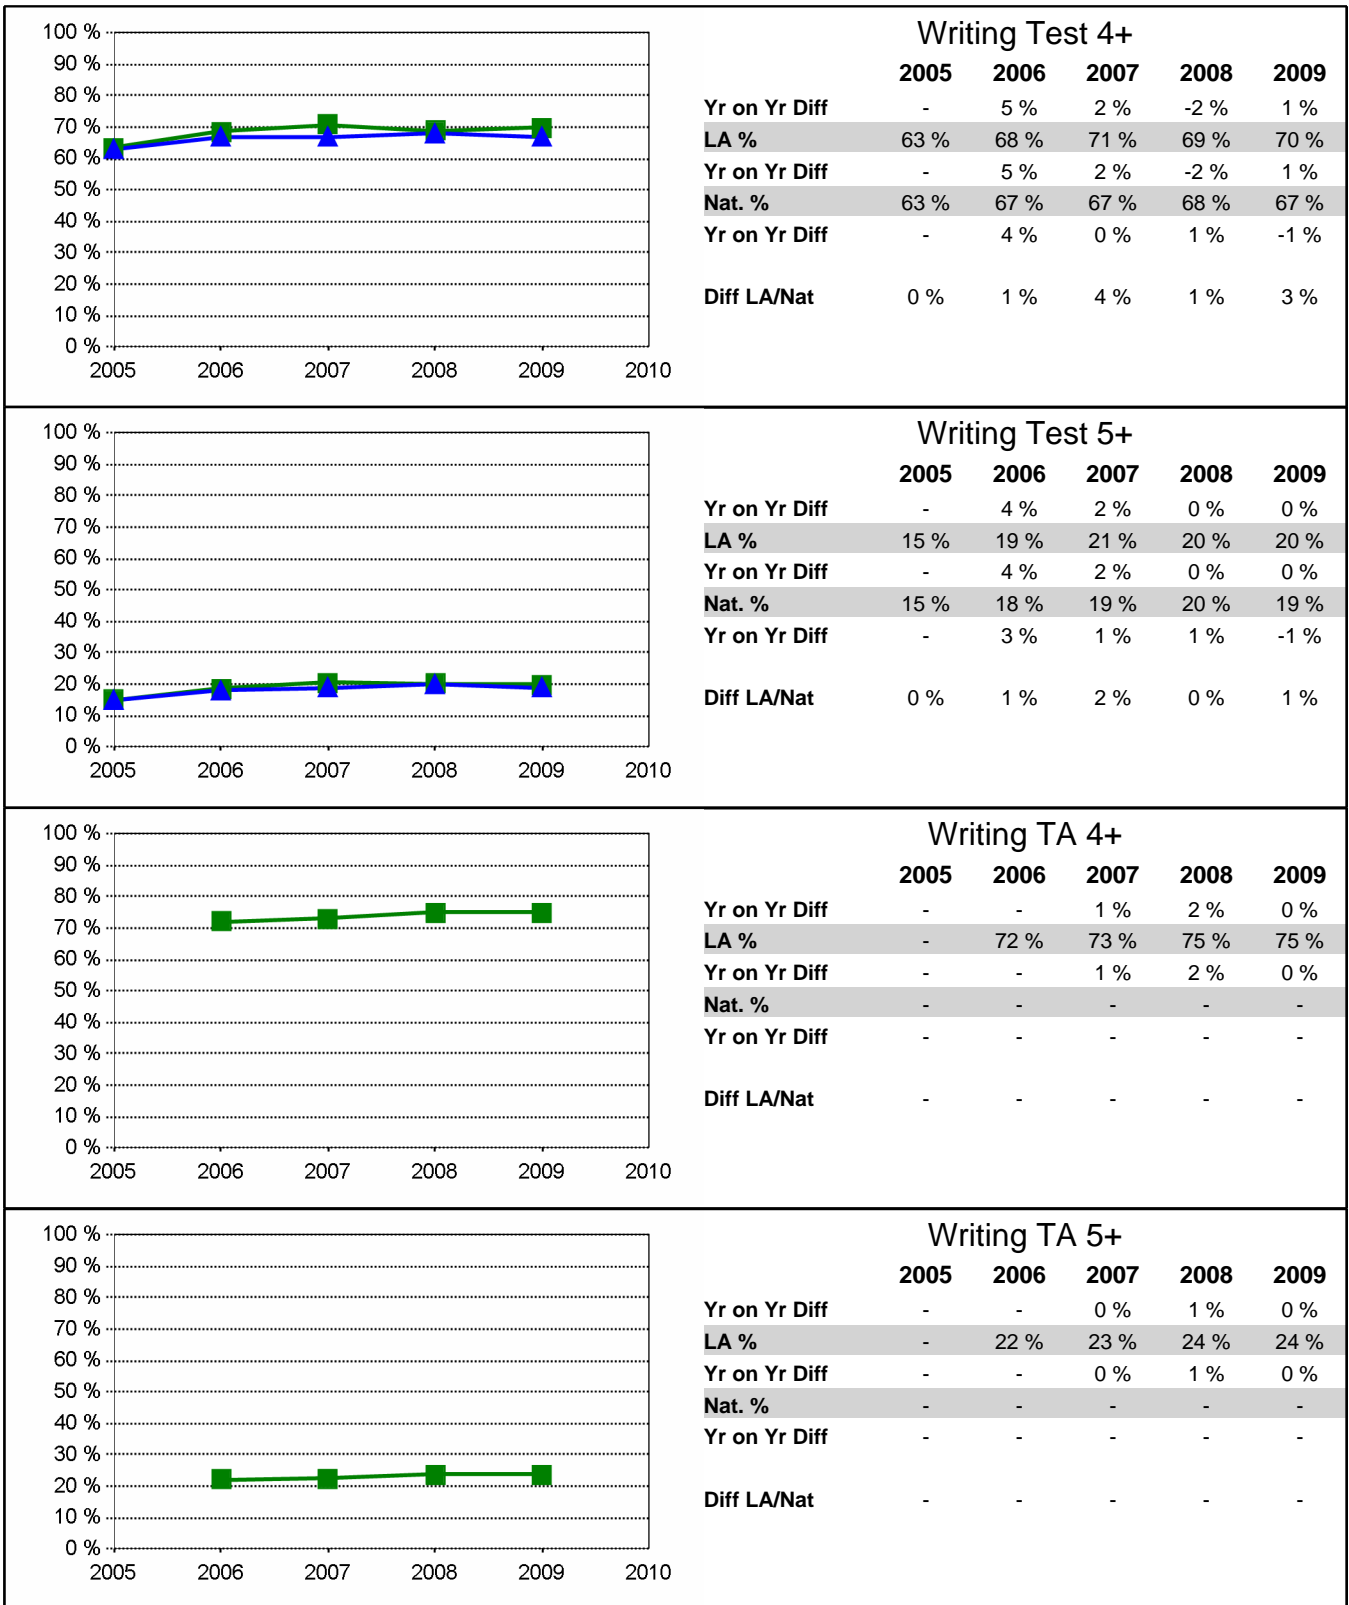 100 %
90 %
80 %
70 %
60 %
50 %
40 %
30 %
20 %
10 %
0 %
2005 2006 2007 2008 2009 2010
Writing Test 4+
2005 2006 2007 2008 2009
Yr on Yr Diff - 5 % 2 % -2 % 1 %
LA % 63 % 68 % 71 % 69 % 70 %
Yr on Yr Diff - 5 % 2 % -2 % 1 %
Nat. % 63 % 67 % 67 % 68 % 67 %
Yr on Yr Diff - 4 % 0 % 1 % -1 %
Diff LA/Nat 0 % 1 % 4 % 1 % 3 %
100 %
90 %
80 %
70 %
60 %
50 %
40 %
30 %
20 %
10 %
0 %
2005 2006 2007 2008 2009 2010
Writing Test 5+
2005 2006 2007 2008 2009
Yr on Yr Diff - 4 % 2 % 0 % 0 %
LA % 15 % 19 % 21 % 20 % 20 %
Yr on Yr Diff - 4 % 2 % 0 % 0 %
Nat. % 15 % 18 % 19 % 20 % 19 %
Yr on Yr Diff - 3 % 1 % 1 % -1 %
Diff LA/Nat 0 % 1 % 2 % 0 % 1 %
100 %
90 %
80 %
70 %
60 %
50 %
40 %
30 %
20 %
10 %
0 %
2005 2006 2007 2008 2009 2010
Writing TA 4+
2005 2006 2007 2008 2009
Yr on Yr Diff - - 1 % 2 % 0 %
LA % - 72 % 73 % 75 % 75 %
Yr on Yr Diff - - 1 % 2 % 0 %
Nat. % - - - - -
Yr on Yr Diff - - - - -
Diff LA/Nat - - - - -
100 %
90 %
80 %
70 %
60 %
50 %
40 %
30 %
20 %
10 %
0 %
2005 2006 2007 2008 2009 2010
Writing TA 5+
2005 2006 2007 2008 2009
Yr on Yr Diff - - 0 % 1 % 0 %
LA % - 22 % 23 % 24 % 24 %
Yr on Yr Diff - - 0 % 1 % 0 %
Nat. % - - - - -
Yr on Yr Diff - - - - -
Diff LA/Nat - - - - -